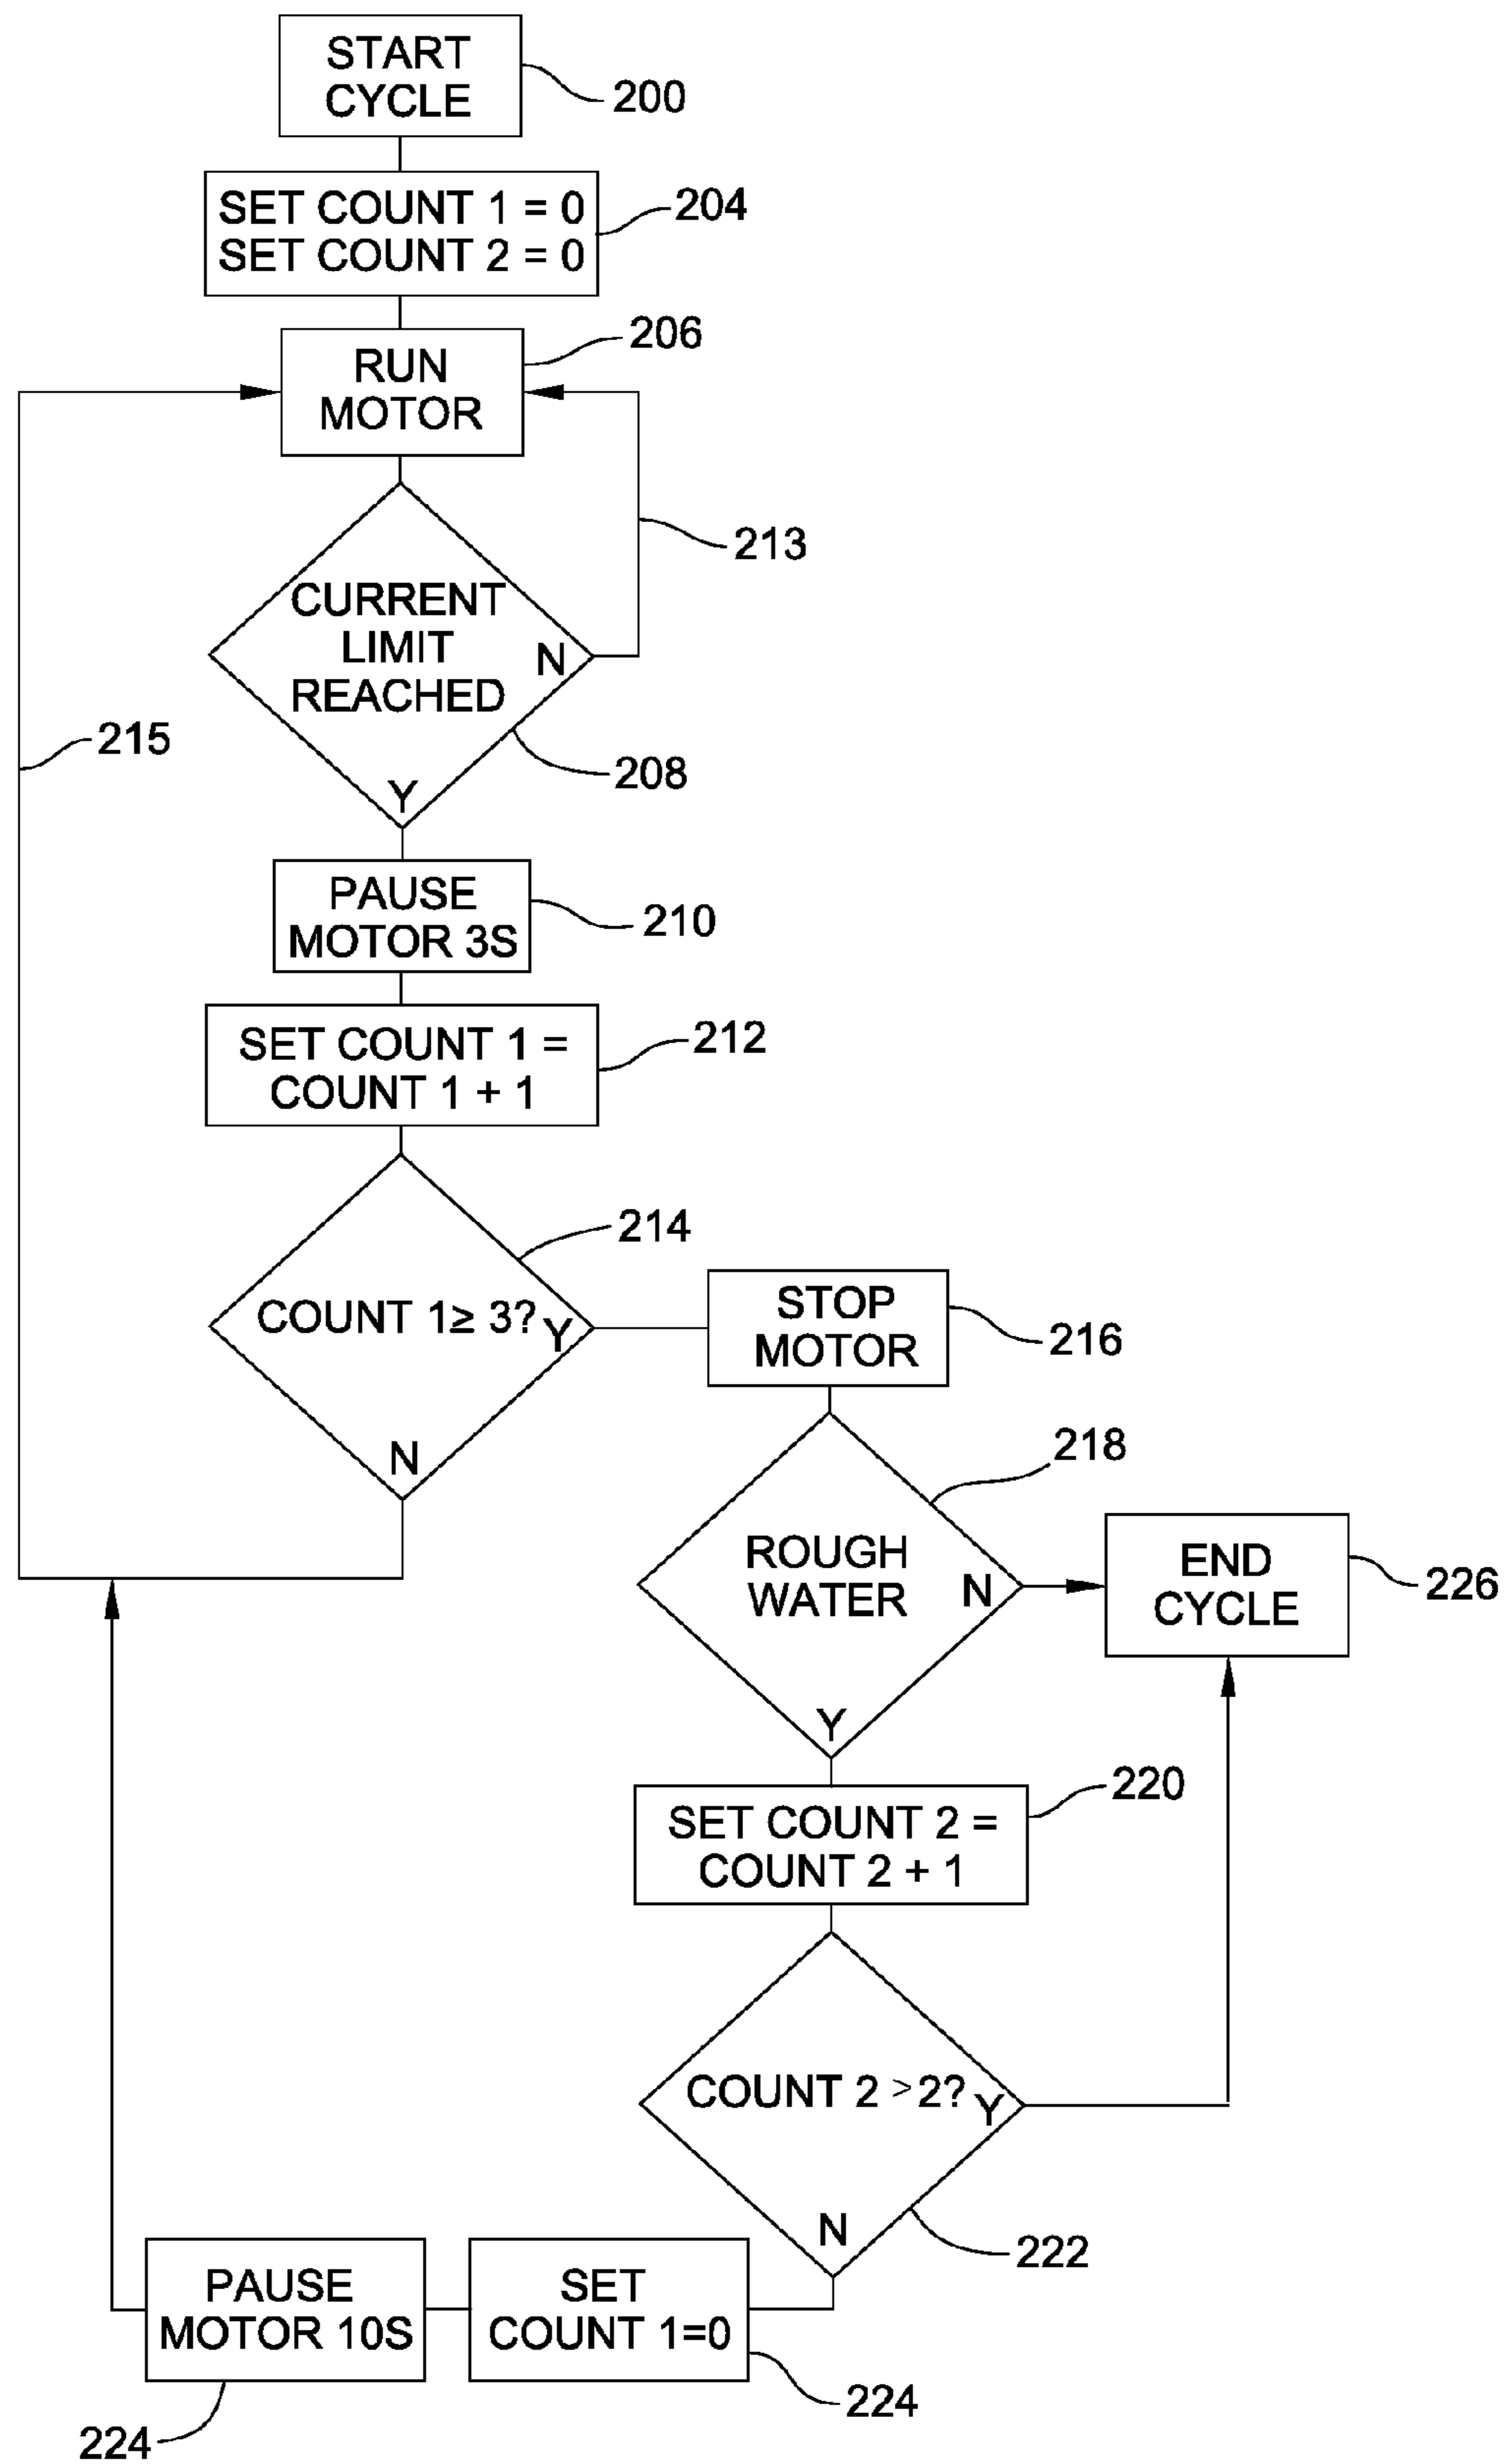 START
CYCLE
200
SET COUNT 1 = 0
SET COUNT 2 = 0
204
RUN
MOTOR
206
213
CURRENT
LIMIT
REACHED
N
Y
208
215
PAUSE
MOTOR 3S
210
SET COUNT 1 =
COUNT 1 + 1
212
214
COUNT 1≥ 3?
Y
N
STOP
MOTOR
216
218
ROUGH
WATER
N
Y
END
CYCLE
226
SET COUNT 2 =
COUNT 2 + 1
220
COUNT 2 >2?
Y
N
222
PAUSE
MOTOR 10S
224
SET
COUNT 1=0
224